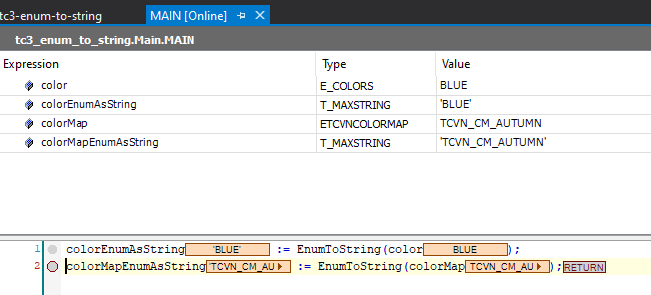 tc3-enum-to-string MAIN [Online]
tc3_enum_to_string.Main.MAIN
Expression Type Value
color E_COLORS BLUE
colorEnumAsString T_MAXSTRING 'BLUE'
colorMap ETCVNCOLORMAP TCVN_CM_AUTUMN
colorMapEnumAsString T_MAXSTRING 'TCVN_CM_AUTUMN'
1 colorEnumAsString 'BLUE' := EnumToString(color BLUE );
2 colorMapEnumAsString 'TCVN_CM_AU := EnumToString(colorMap TCVN_CM_AU ); RETURN